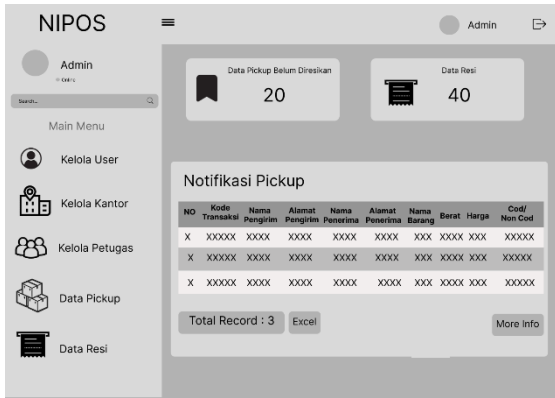 NIPOS
Admin
Admin
Online
Search...
Main Menu
Kelola User
Kelola Kantor
Kelola Petugas
Data Pickup
Data Resi
Data Pickup Belum Diresikan
20
Data Resi
40
Notifikasi Pickup
NO Kode Transaksi Nama Pengirim Alamat Pengirim Nama Penerima Alamat Penerima Nama Barang Berat Harga Cod/ Non Cod
X XXXXX XXXX XXXX XXXX XXXX XXX XXXX XXX XXXXX
X XXXXX XXXX XXXX XXXX XXXX XXX XXXX XXX XXXXX
X XXXXX XXXX XXXX XXXX XXXX XXX XXXX XXX XXXXX
Total Record : 3 Excel
More Info